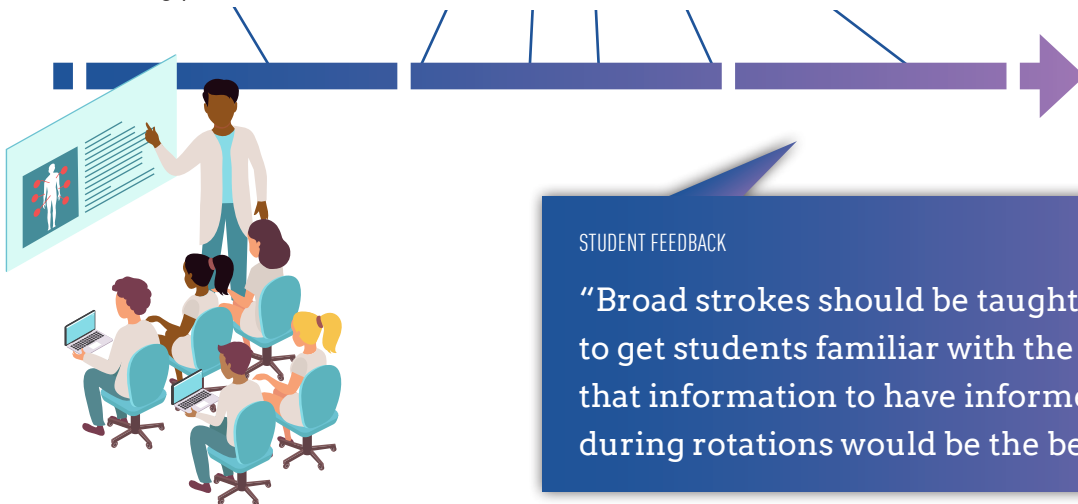 STUDENT FEEDBACK
“Broad strokes should be taught
to get students familiar with the
that information to have inform
during rotations would be the be